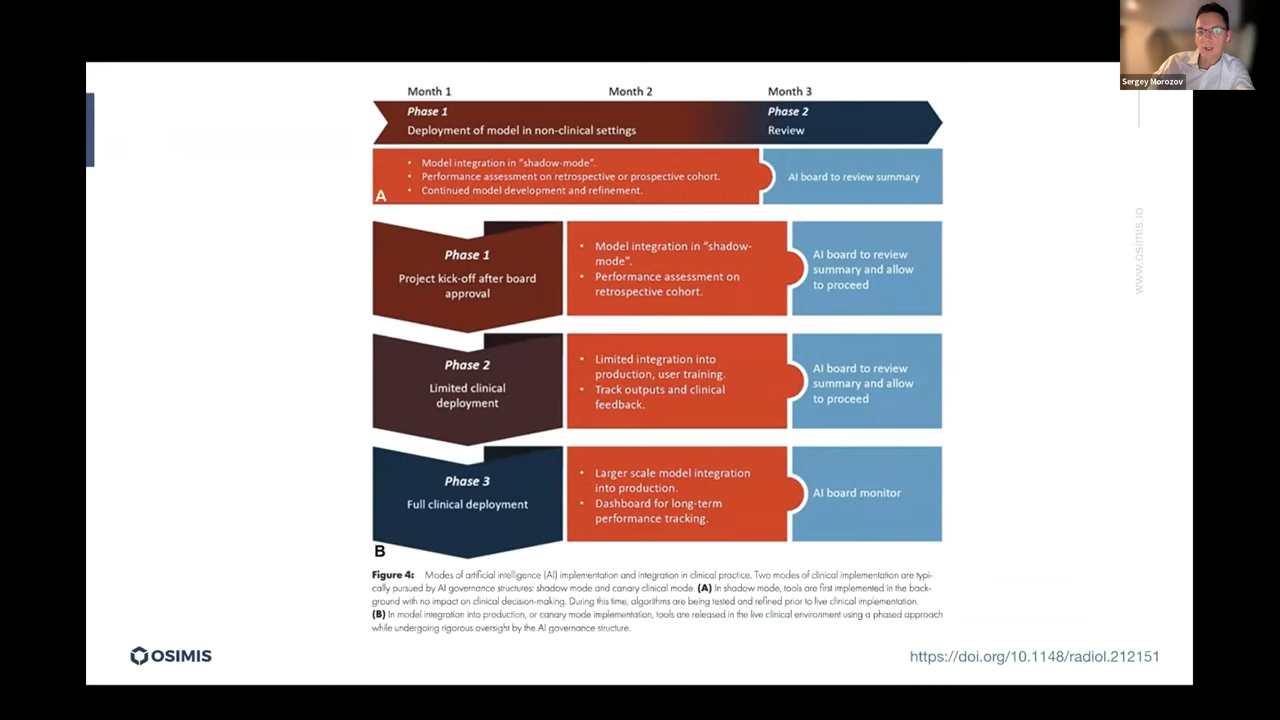 Sergey Morozov
Month 1
Month 2
Month 3
Phase 1
Deployment of model in non-clinical settings
Phase 2
Review
• Model integration in “shadow-mode”.
• Performance assessment on retrospective or prospective cohort.
• Continued model development and refinement.
A
AI board to review summary
Phase 1
Project kick-off after board
approval
• Model integration in “shadow-
mode”.
• Performance assessment on
retrospective cohort.
AI board to review
summary and allow
to proceed
Phase 2
Limited clinical
deployment
• Limited integration into
production, user training.
• Track outputs and clinical
feedback.
AI board to review
summary and allow
to proceed
Phase 3
Full clinical deployment
• Larger scale model integration
into production.
• Dashboard for long-term
performance tracking.
AI board monitor
B
Figure 4: Modes of artificial intelligence (AI) implementation and integration in clinical practice. Two modes of clinical implementation are typi-
cally pursued by AI governance structures: shadow mode and canary clinical mode. (A) In shadow mode, tools are first implemented in the back-
ground with no impact on clinical decision-making. During this time, algorithms are being tested and refined prior to live clinical implementation.
(B) In model integration into production, or canary mode implementation, tools are released in the live clinical environment using a phased approach
while undergoing rigorous oversight by the AI governance structure.
www.osimis.io
OSIMIS
https://doi.org/10.1148/radiol.212151